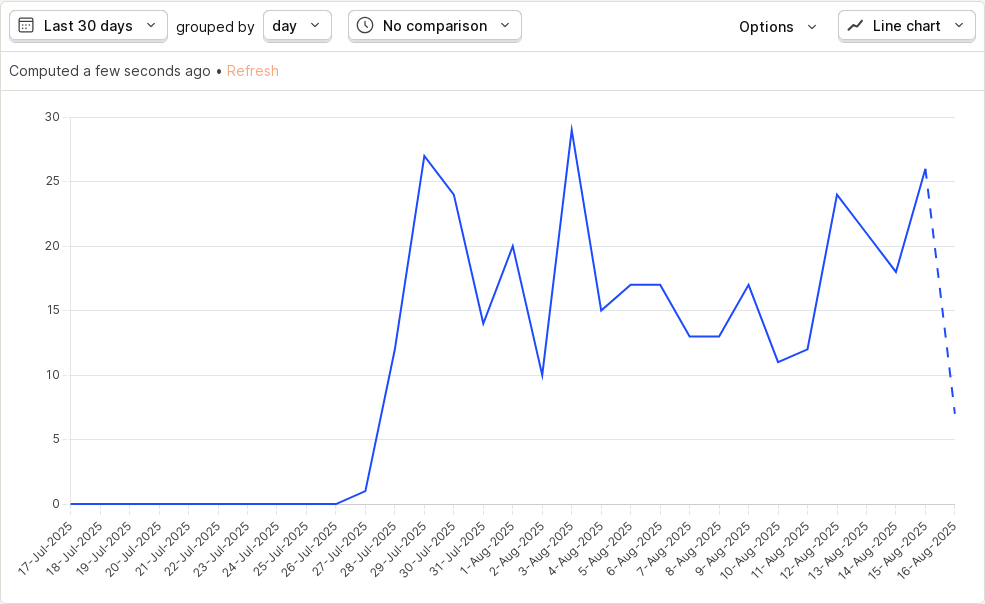 Last 30 days grouped by day No comparison Options Line chart
Computed a few seconds ago • Refresh
30
25
20
15
10
5
0
17-Jul-2025
18-Jul-2025
19-Jul-2025
20-Jul-2025
21-Jul-2025
22-Jul-2025
23-Jul-2025
24-Jul-2025
25-Jul-2025
26-Jul-2025
27-Jul-2025
28-Jul-2025
29-Jul-2025
30-Jul-2025
31-Jul-2025
1-Aug-2025
2-Aug-2025
3-Aug-2025
4-Aug-2025
5-Aug-2025
6-Aug-2025
7-Aug-2025
8-Aug-2025
9-Aug-2025
10-Aug-2025
11-Aug-2025
12-Aug-2025
13-Aug-2025
14-Aug-2025
15-Aug-2025
16-Aug-2025